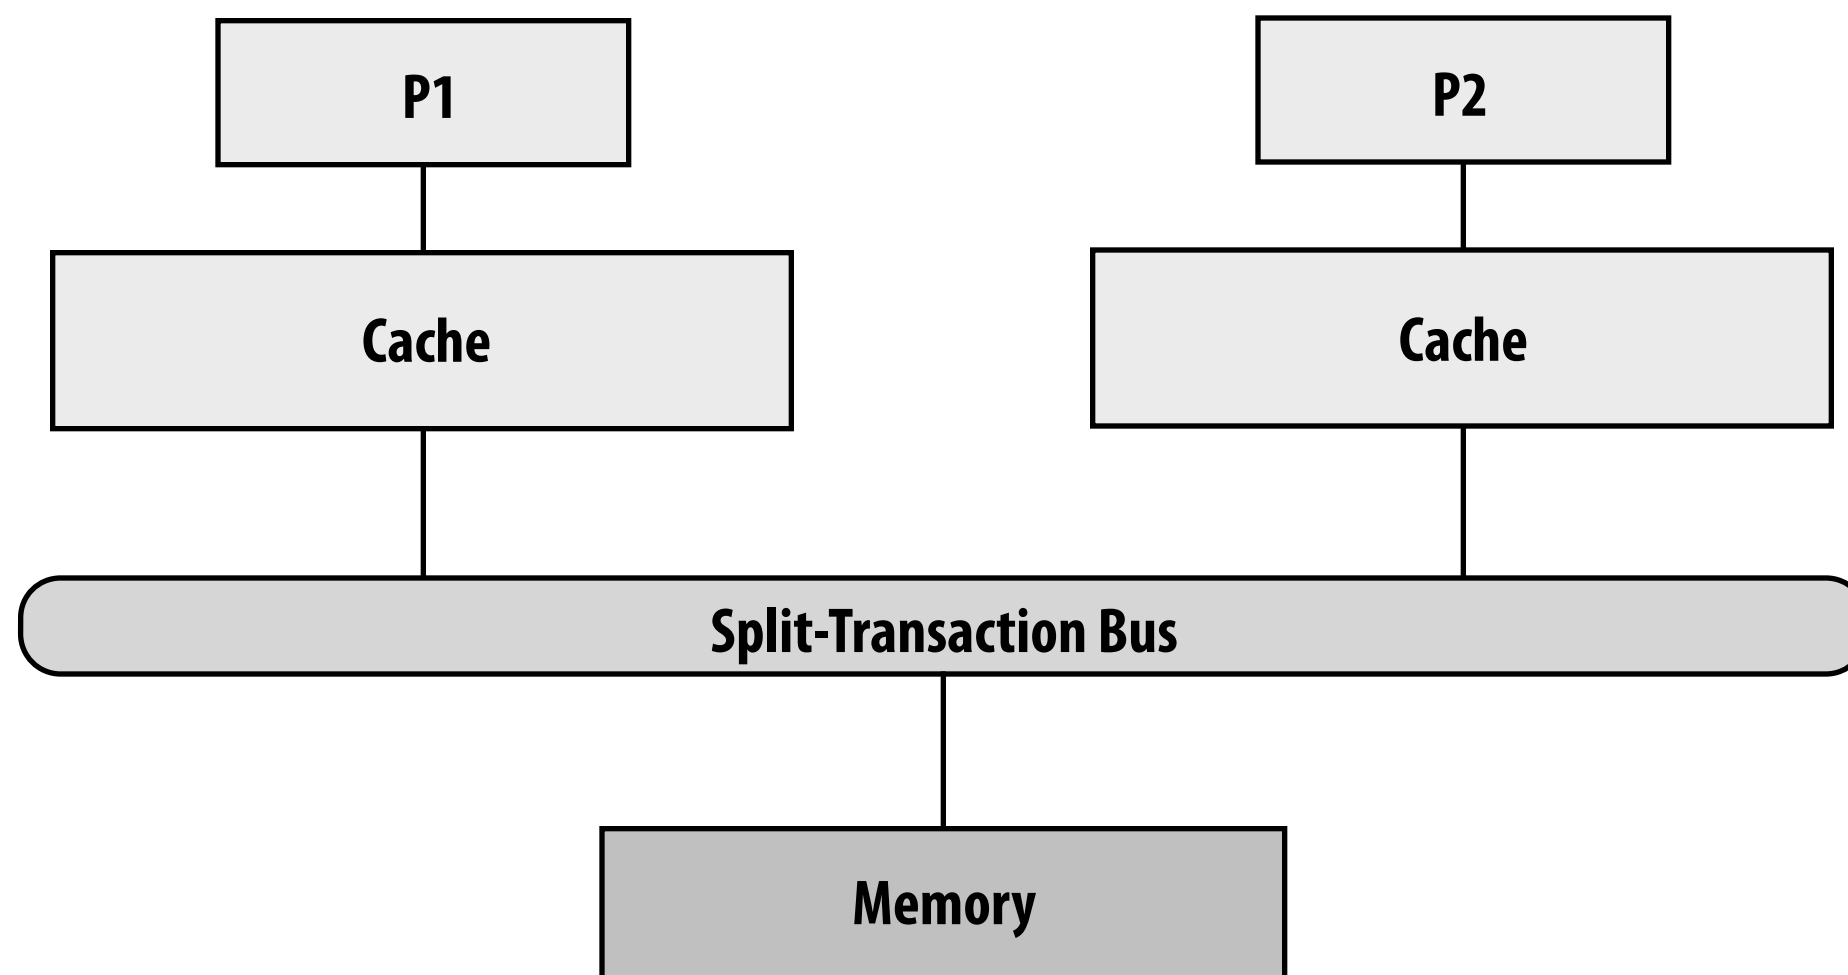 P1
P2
Cache
Cache
Split-Transaction Bus
Memory